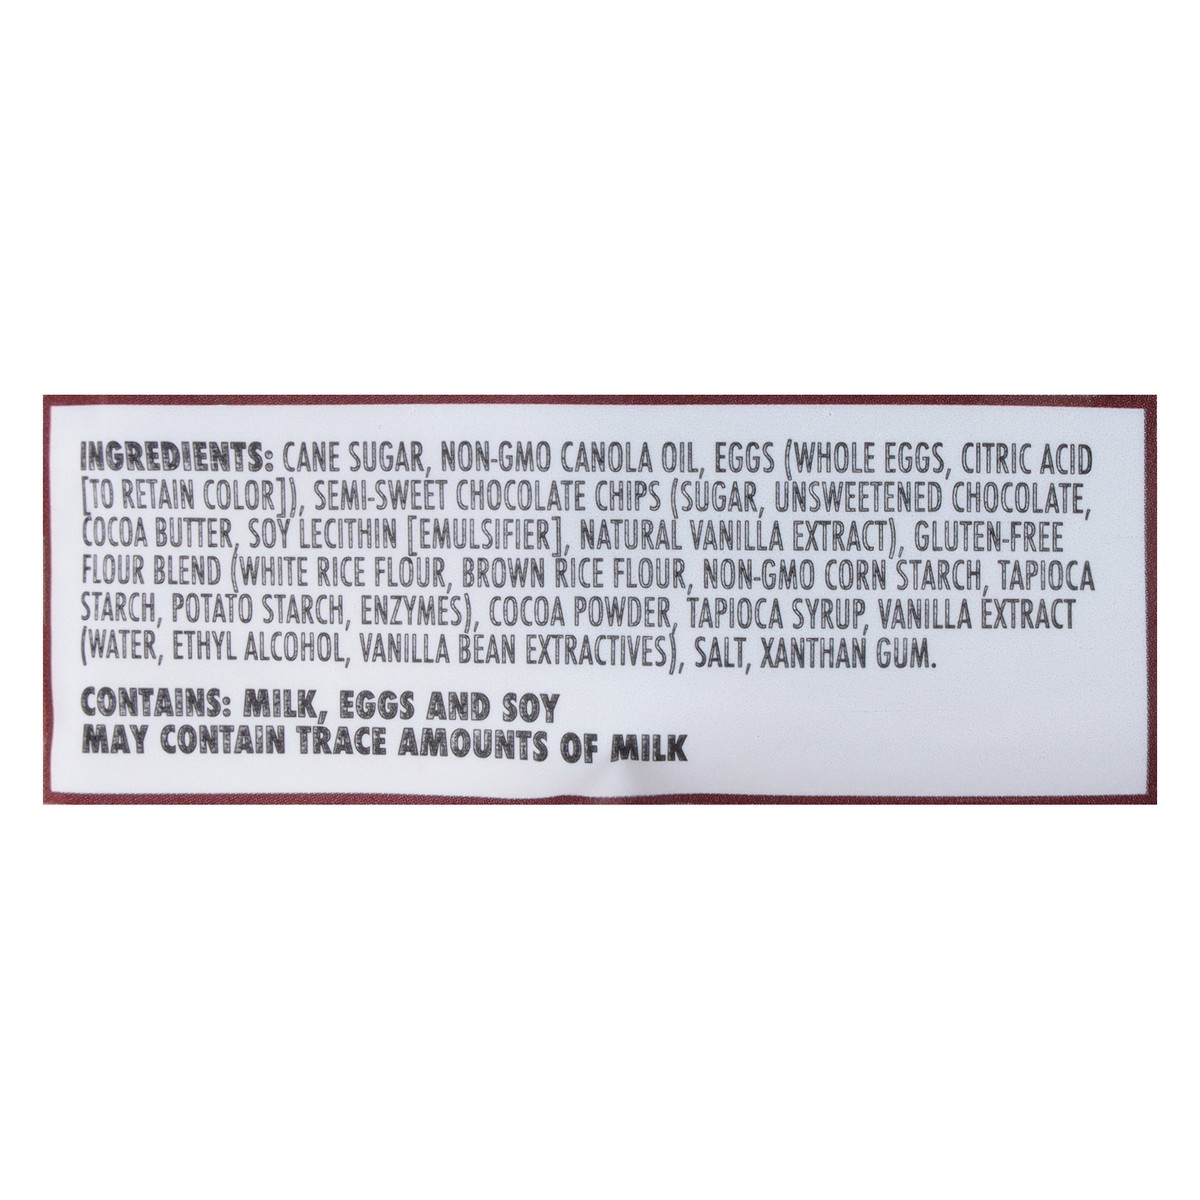 INGREDIENTS: CANE SUGAR, NON-GMO CANOLA OIL, EGGS (WHOLE EGGS, CITRIC ACID
[TO RETAIN COLOR]), SEMI-SWEET CHOCOLATE CHIPS (SUGAR, UNSWEETENED CHOCOLATE,
COCOA BUTTER, SOY LECITHIN [EMULSIFIER], NATURAL VANILLA EXTRACT), GLUTEN-FREE
FLOUR BLEND (WHITE RICE FLOUR, BROWN RICE FLOUR, NON-GMO CORN STARCH, TAPIOCA
STARCH, POTATO STARCH, ENZYMES), COCOA POWDER, TAPIOCA SYRUP, VANILLA EXTRACT
(WATER, ETHYL ALCOHOL, VANILLA BEAN EXTRACTIVES), SALT, XANTHAN GUM.
CONTAINS: MILK, EGGS AND SOY
MAY CONTAIN TRACE AMOUNTS OF MILK